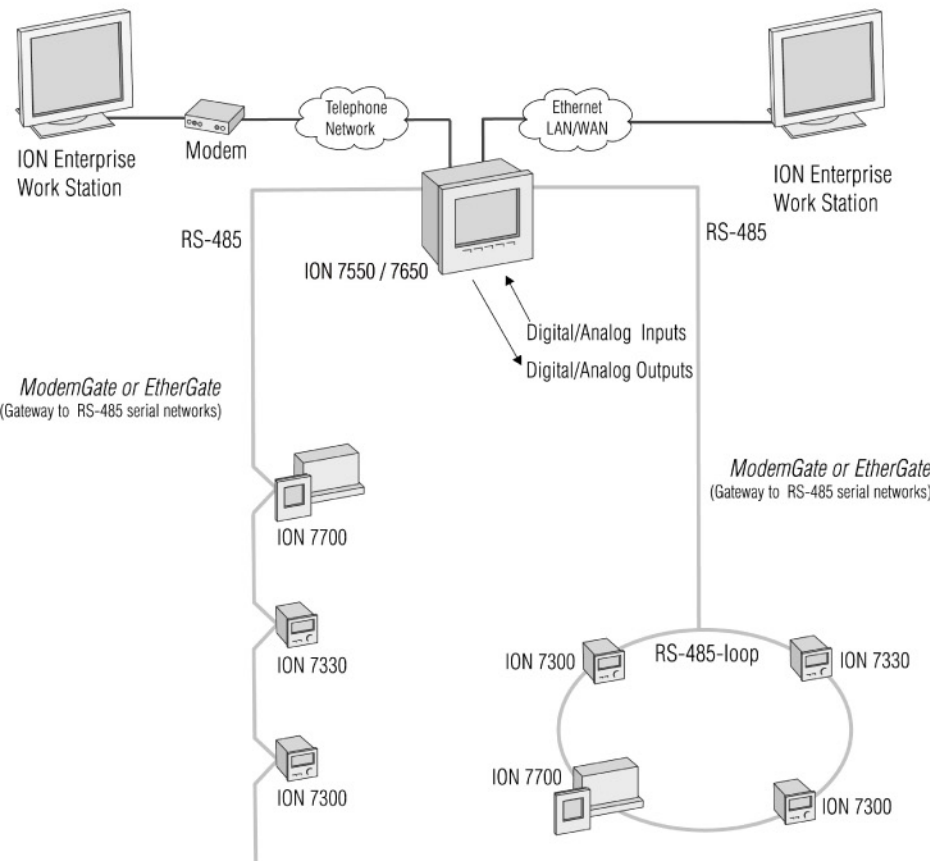 Telephone
Network
Ethernet
LAN/WAN
Modem
ION Enterprise
Work Station
ION Enterprise
Work Station
RS-485
RS-485
ION 7550 / 7650
Digital/Analog Inputs
Digital/Analog Outputs
ModemGate or EtherGate
(Gateway to RS-485 serial networks)
ModemGate or EtherGate
(Gateway to RS-485 serial networks)
ION 7700
ION 7330
ION 7300
ION 7300
RS-485-loop
ION 7330
ION 7700
ION 7300